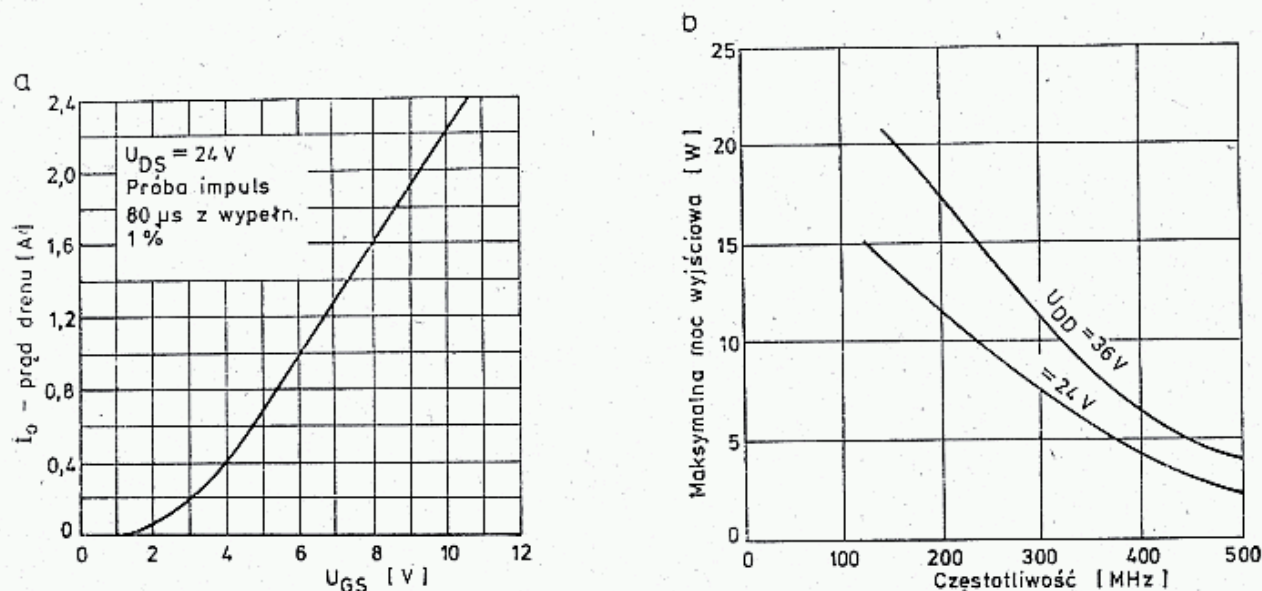 a
2,4
2,0
1,6
1,2
0,8
0,4
0
U_DS = 24 V
Próba impuls
80 µs z wypełn.
1 %
i_D – prąd drenu [A]
0 2 4 6 8 10 12
U_GS [V]
b
25
20
15
10
5
0
Maksymalna moc wyjściowa [W]
U_DD = 36 V
= 24 V
0 100 200 300 400 500
Częstotliwość [MHz]